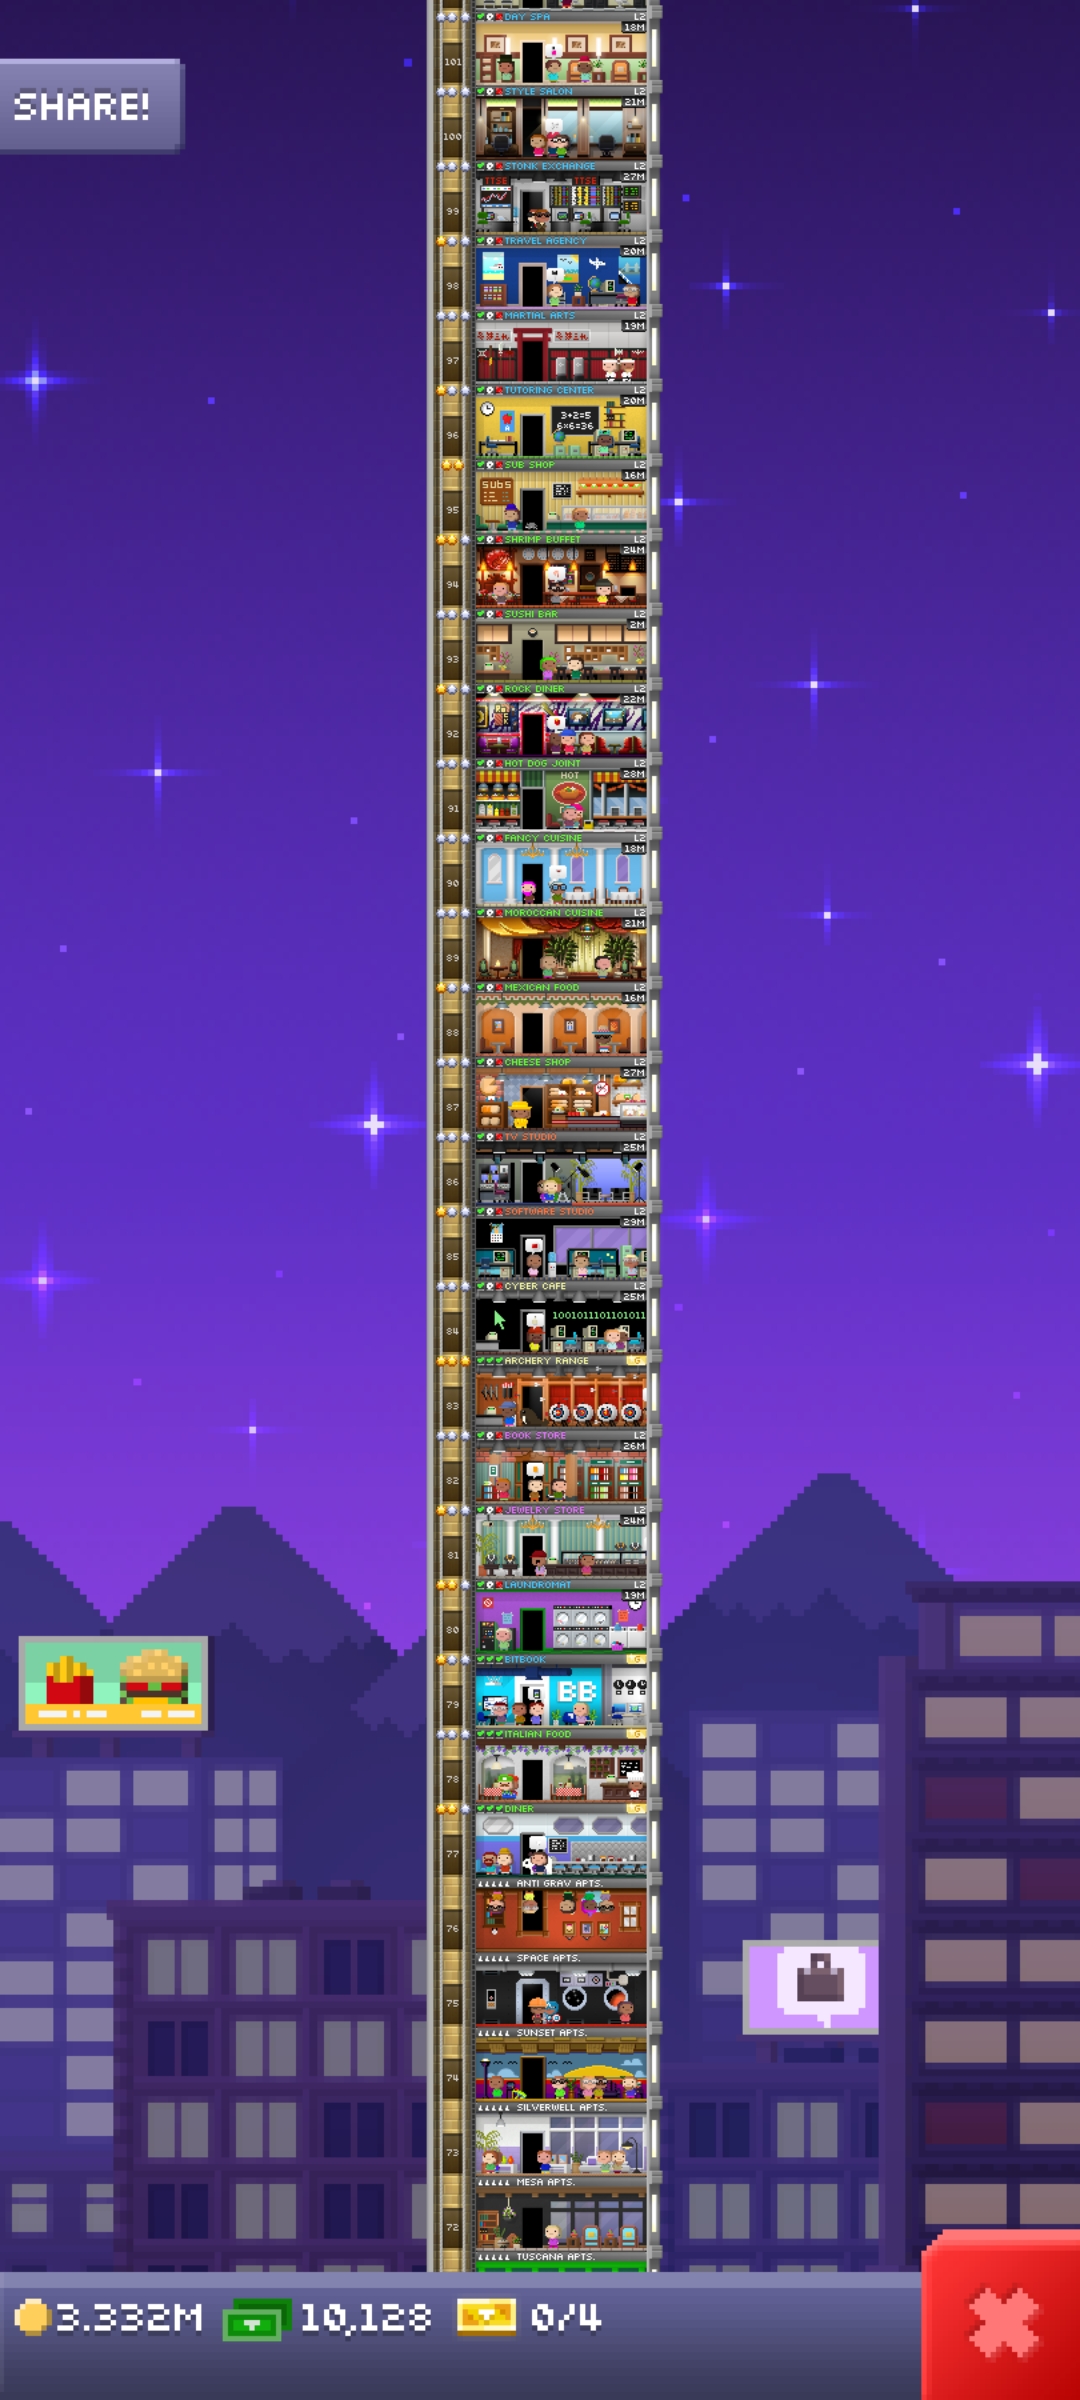 DAY SPA L2
SHARE!
18M
101
STYLE SALON L2
21M
100
STONK EXCHANGE L2
27M
TTSE TTSE
99
TRAVEL AGENCY L2
20M
98
MARTIAL ARTS L2
19M
97
TUTORING CENTER L2
20M
3+2=5
6×6=36
A
96
SUB SHOP L2
16M
SUBS
95
SHRIMP BUFFET L2
24M
94
SUSHI BAR L2
2M
93
ROCK DINER L2
22M
92
HOT DOG JOINT L2
28M
HOT
91
FANCY CUISINE L2
18M
90
MOROCCAN CUISINE L2
21M
89
MEXICAN FOOD L2
16M
88
CHEESE SHOP L2
27M
87
TV STUDIO L2
25M
86
SOFTWARE STUDIO L2
29M
85
CYBER CAFE L2
25M
1001011101101011
84
ARCHERY RANGE G
83
BOOK STORE L2
26M
82
JEWELRY STORE L2
24M
81
LAUNDROMAT L2
19M
80
BITBOOK G
BB
79
ITALIAN FOOD G
78
DINER G
77
ANTI GRAV APTS.
76
SPACE APTS.
75
SUNSET APTS.
74
SILVERWELL APTS.
73
MESA APTS.
72
TUSCANA APTS.
3.332M 10,128 0/4